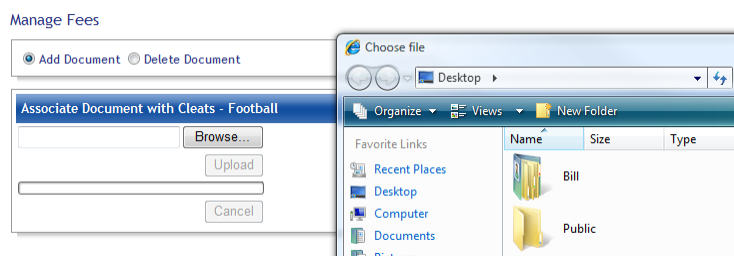 Manage Fees
Add Document Delete Document
Associate Document with Cleats - Football
Browse...
Upload
Cancel
Choose file
Desktop
Organize Views New Folder
Favorite Links
Recent Places
Desktop
Computer
Documents
Name Size Type
Bill
Public